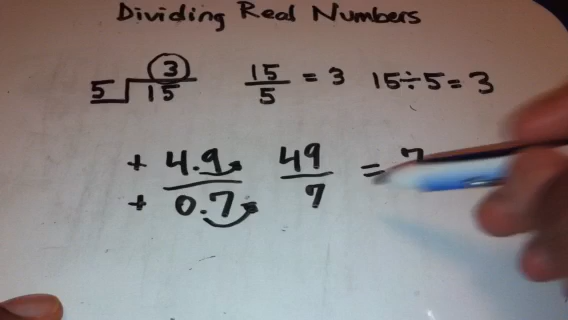 Dividing Real Numbers
3
5 15 15/5 = 3 15÷5=3
+ 4.9 / + 0.7 49/7 = 7